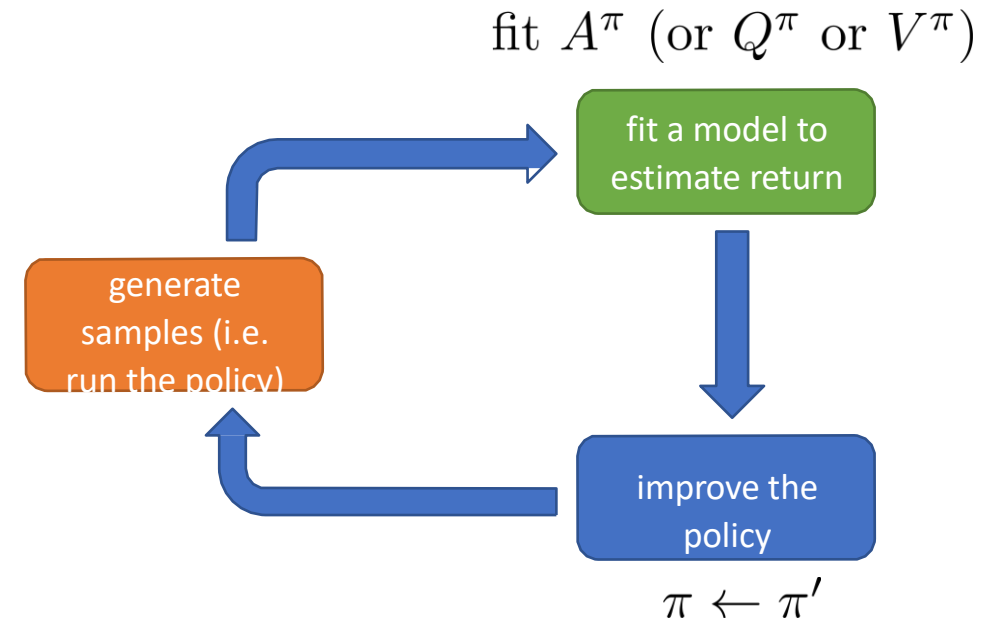 fit A^π (or Q^π or V^π)
fit a model to
estimate return
generate
samples (i.e.
run the policy)
improve the
policy
π ← π′